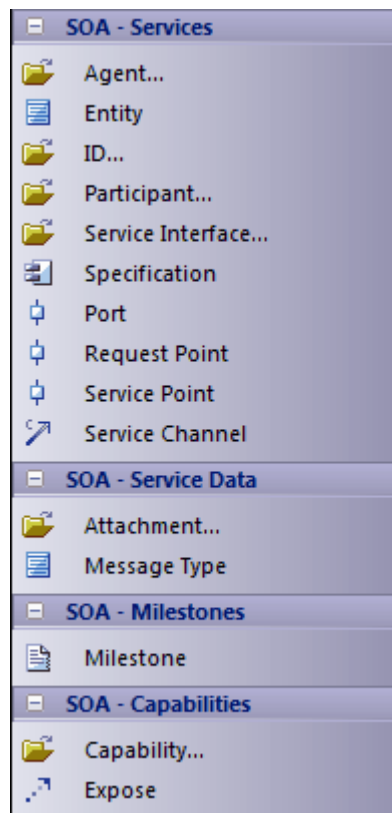 SOA - Services
Agent...
Entity
ID...
Participant...
Service Interface...
Specification
Port
Request Point
Service Point
Service Channel
SOA - Service Data
Attachment...
Message Type
SOA - Milestones
Milestone
SOA - Capabilities
Capability...
Expose